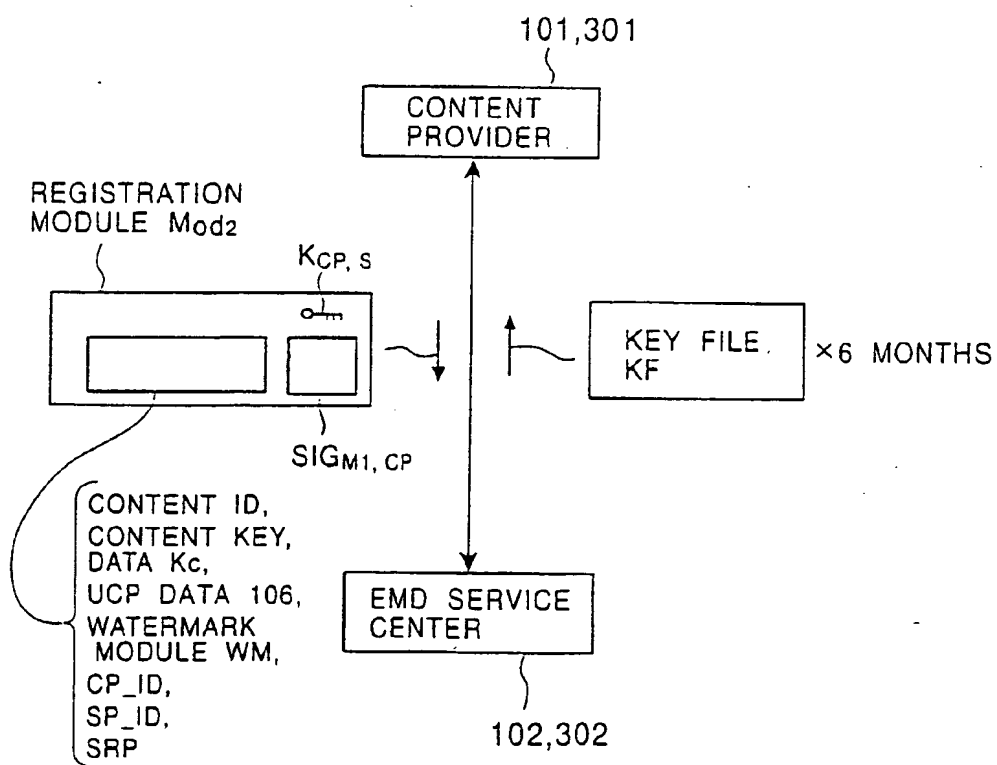 101,301
CONTENT
PROVIDER
REGISTRATION
MODULE Mod2
KCP, S
KEY FILE
KF
×6 MONTHS
SIGM1, CP
CONTENT ID,
CONTENT KEY,
DATA Kc,
UCP DATA 106,
WATERMARK
MODULE WM,
CP_ID,
SP_ID,
SRP
EMD SERVICE
CENTER
102,302